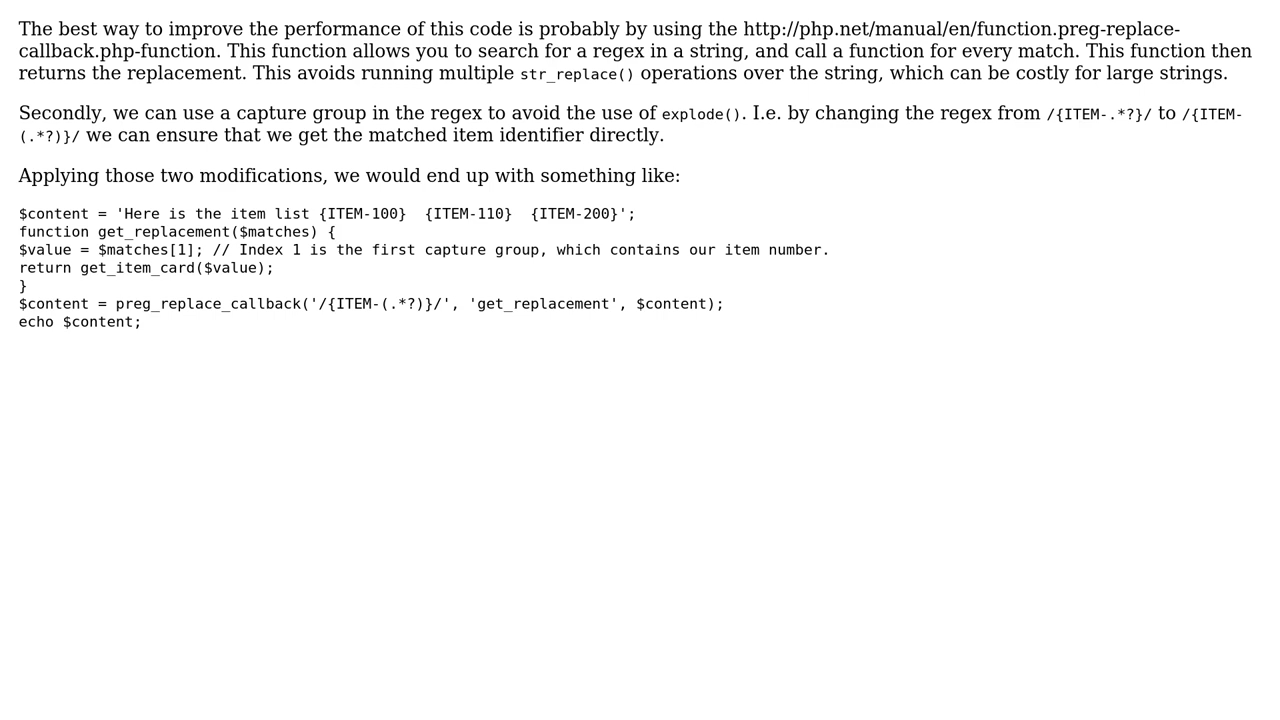 The best way to improve the performance of this code is probably by using the http://php.net/manual/en/function.preg-replace-
callback.php-function. This function allows you to search for a regex in a string, and call a function for every match. This function then
returns the replacement. This avoids running multiple str_replace() operations over the string, which can be costly for large strings.
Secondly, we can use a capture group in the regex to avoid the use of explode(). I.e. by changing the regex from /{ITEM-.*?}/ to /{ITEM-
(.*?)}/ we can ensure that we get the matched item identifier directly.
Applying those two modifications, we would end up with something like:
$content = 'Here is the item list {ITEM-100}  {ITEM-110}  {ITEM-200}';
function get_replacement($matches) {
$value = $matches[1]; // Index 1 is the first capture group, which contains our item number.
return get_item_card($value);
}
$content = preg_replace_callback('/{ITEM-(.*?)}/', 'get_replacement', $content);
echo $content;